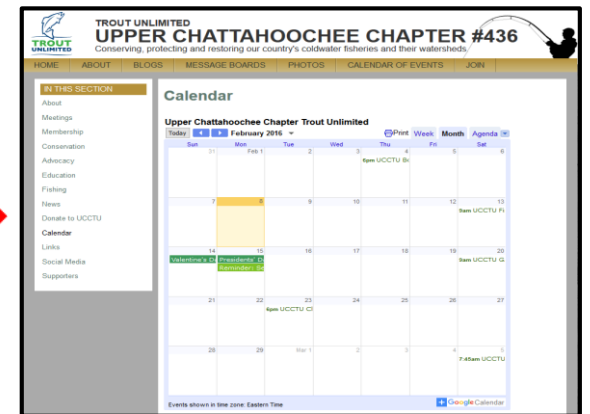 TROUT UNLIMITED
UPPER CHATTAHOOCHEE CHAPTER #436
Conserving, protecting and restoring our country's coldwater fisheries and their watersheds
TROUT
UNLIMITED
HOME ABOUT BLOGS MESSAGE BOARDS PHOTOS CALENDAR OF EVENTS JOIN
IN THIS SECTION
About
Meetings
Membership
Conservation
Advocacy
Education
Fishing
News
Donate to UCCTU
Calendar
Links
Social Media
Supporters
Calendar
Upper Chattahoochee Chapter Trout Unlimited
Today February 2016 Print Week Month Agenda
Sun Mon Tue Wed Thu Fri Sat
31 Feb 1 2 3 4 5 6
6pm UCCTU Bo
7 8 9 10 11 12 13
9am UCCTU Fi
14 15 16 17 18 19 20
Valentine's D Presidents' D 9am UCCTU G
Reminder: Se
21 22 23 24 25 26 27
6pm UCCTU Cl
28 29 Mar 1 2 3 4 5
7:45am UCCTU
Events shown in time zone: Eastern Time
+ Google Calendar